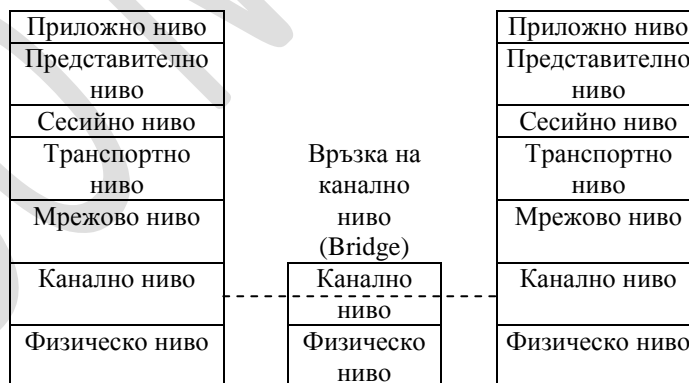 Приложно ниво
Представително
ниво
Сесийно ниво
Транспортно
ниво
Мрежово ниво
Канално ниво
Физическо ниво
Връзка на
канално
ниво
(Bridge)
Канално
ниво
Физическо
ниво
Приложно ниво
Представително
ниво
Сесийно ниво
Транспортно
ниво
Мрежово ниво
Канално ниво
Физическо ниво